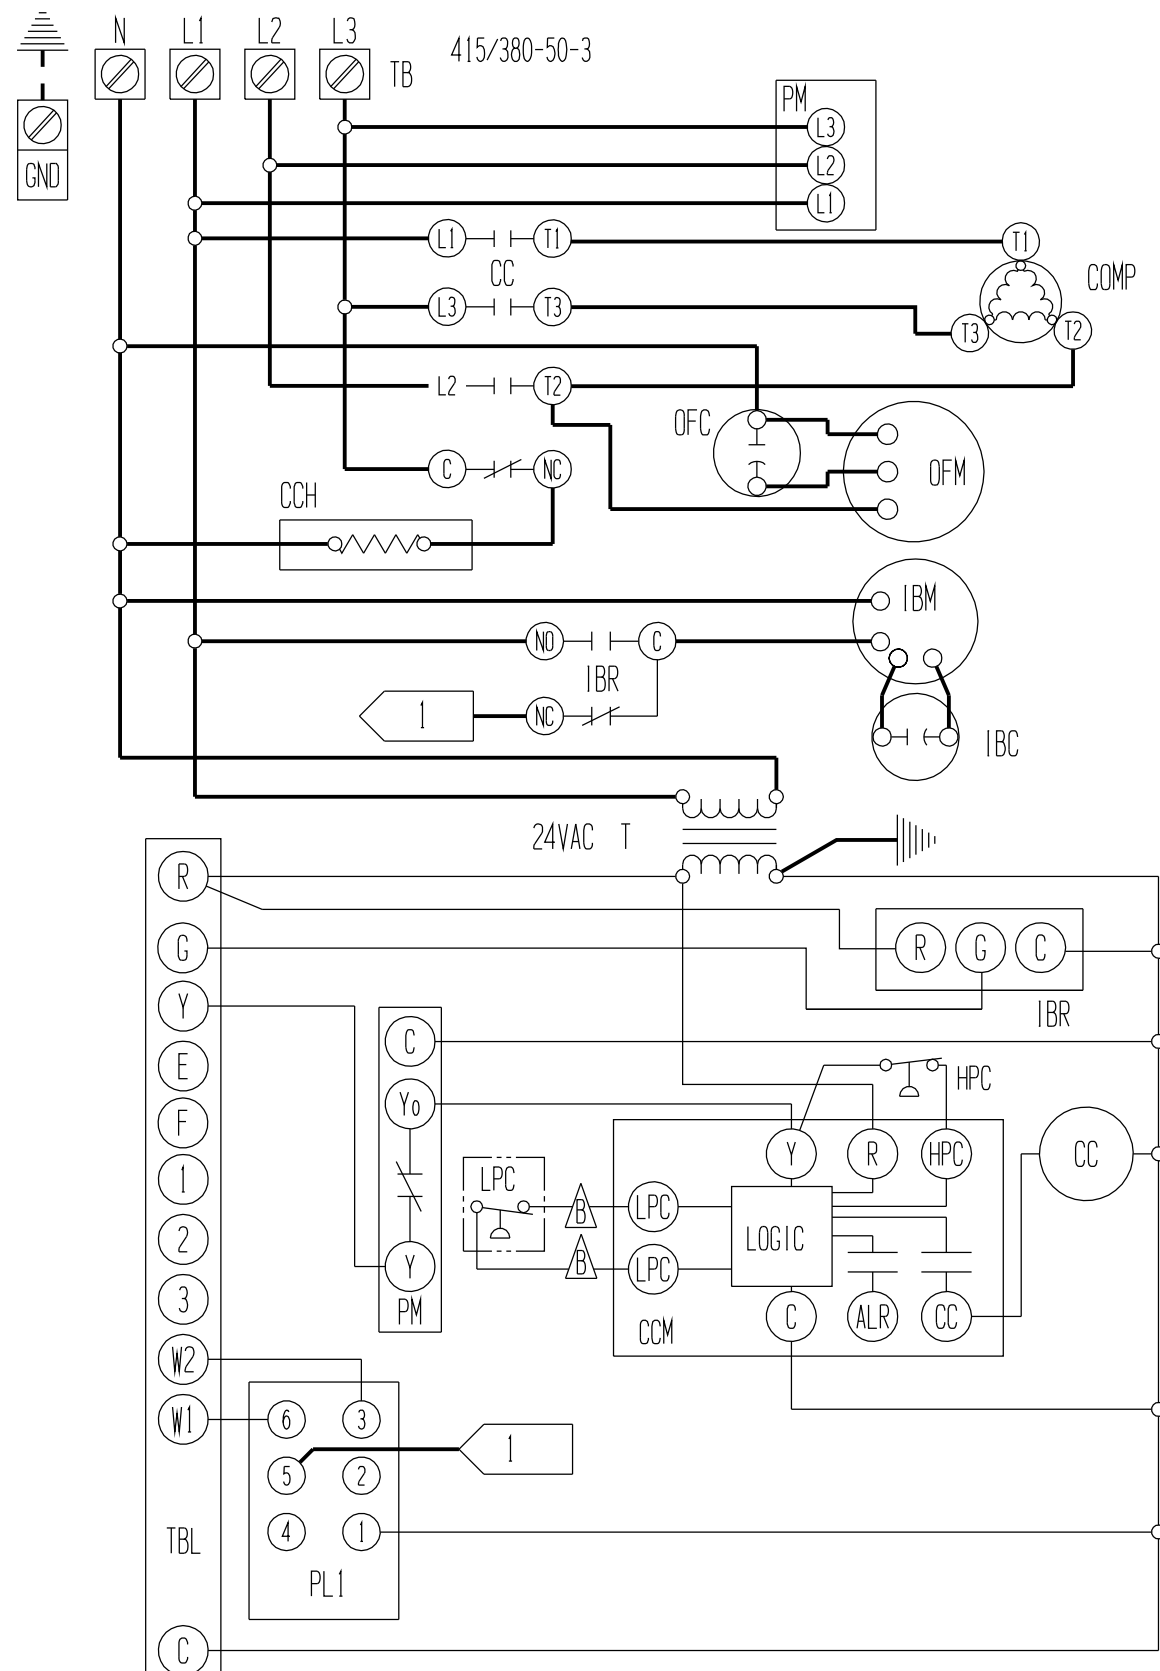 N L1 L2 L3
415/380-50-3
TB
PM
L3
GND
L2
L1
L1 T1 T1
CC
COMP
L3 T3
T3 T2
L2 T2
OFC
OFM
C NC
CCH
IBM
NO C
IBR
1 NC
IBC
24VAC T
R
R G C
G
IBR
Y
C
E
HPC
Yo
F
Y R HPC
CC
1
LPC
B LPC
2
LOGIC
B LPC
Y
3
PM
C ALR CC
CCM
W2
W1
6 3
1
5 2
4 1
TBL
PL1
C